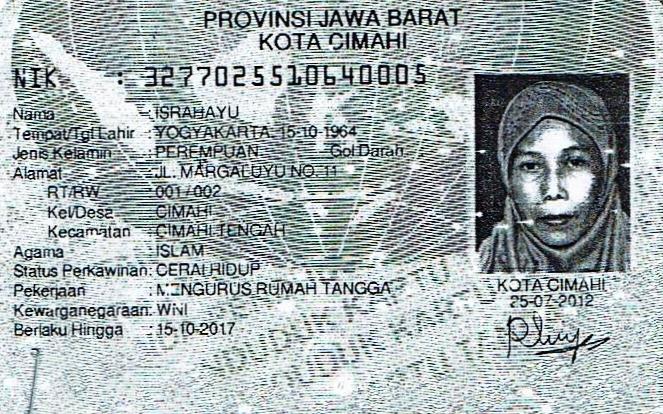 PROVINSI JAWA BARAT
KOTA CIMAHI
NIK : 3277025510640005
Nama : ISRAHAYU
Tempat/Tgl Lahir : YOGYAKARTA, 15-10-1964
Jenis Kelamin : PEREMPUAN Gol Darah
Alamat : JL. MARGALUYU NO. 11
RT/RW : 001/002
Kel/Desa : CIMAHI
Kecamatan : CIMAHI TENGAH
Agama : ISLAM
Status Perkawinan: CERAI HIDUP
Pekerjaan : MENGURUS RUMAH TANGGA
Kewarganegaraan: WNI
Berlaku Hingga : 15-10-2017
KOTA CIMAHI
25-07-2012